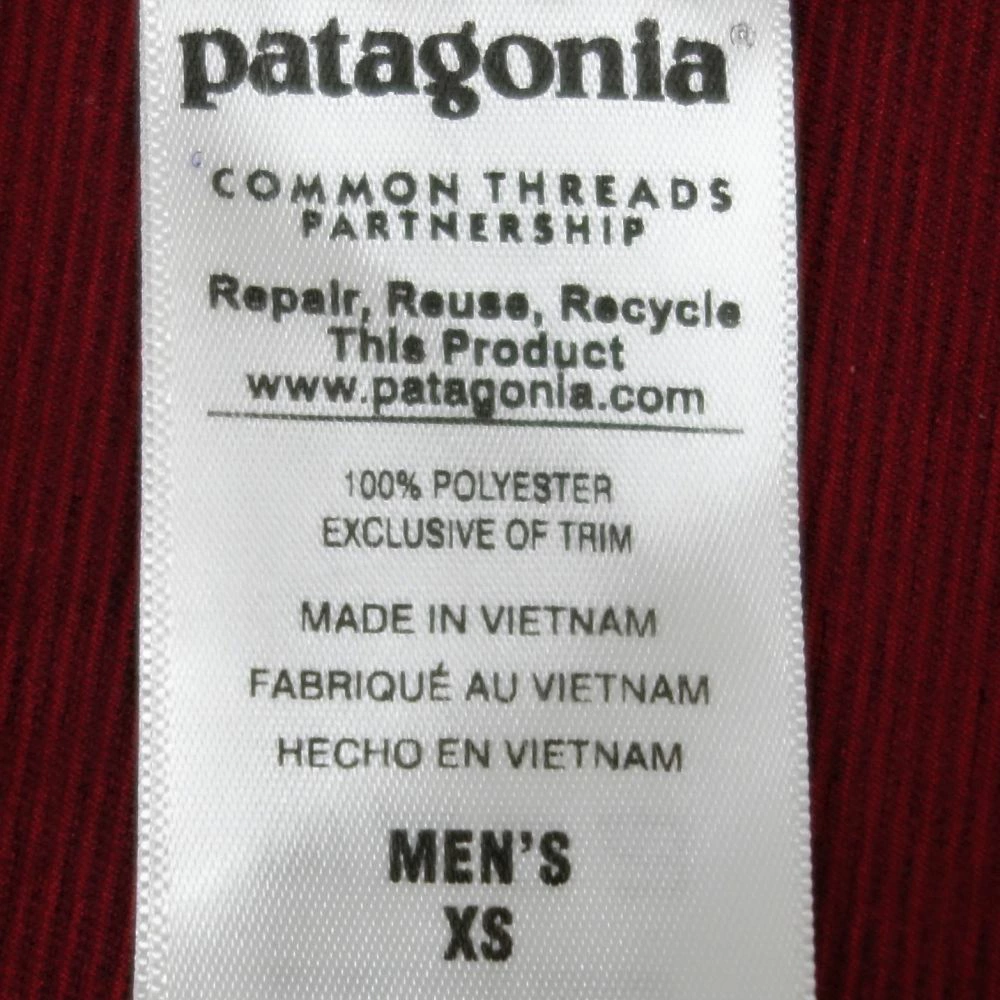 patagonia®
COMMON THREADS
PARTNERSHIP
Repair, Reuse, Recycle
This Product
www.patagonia.com
100% POLYESTER
EXCLUSIVE OF TRIM
MADE IN VIETNAM
FABRIQUÉ AU VIETNAM
HECHO EN VIETNAM
MEN'S
XS